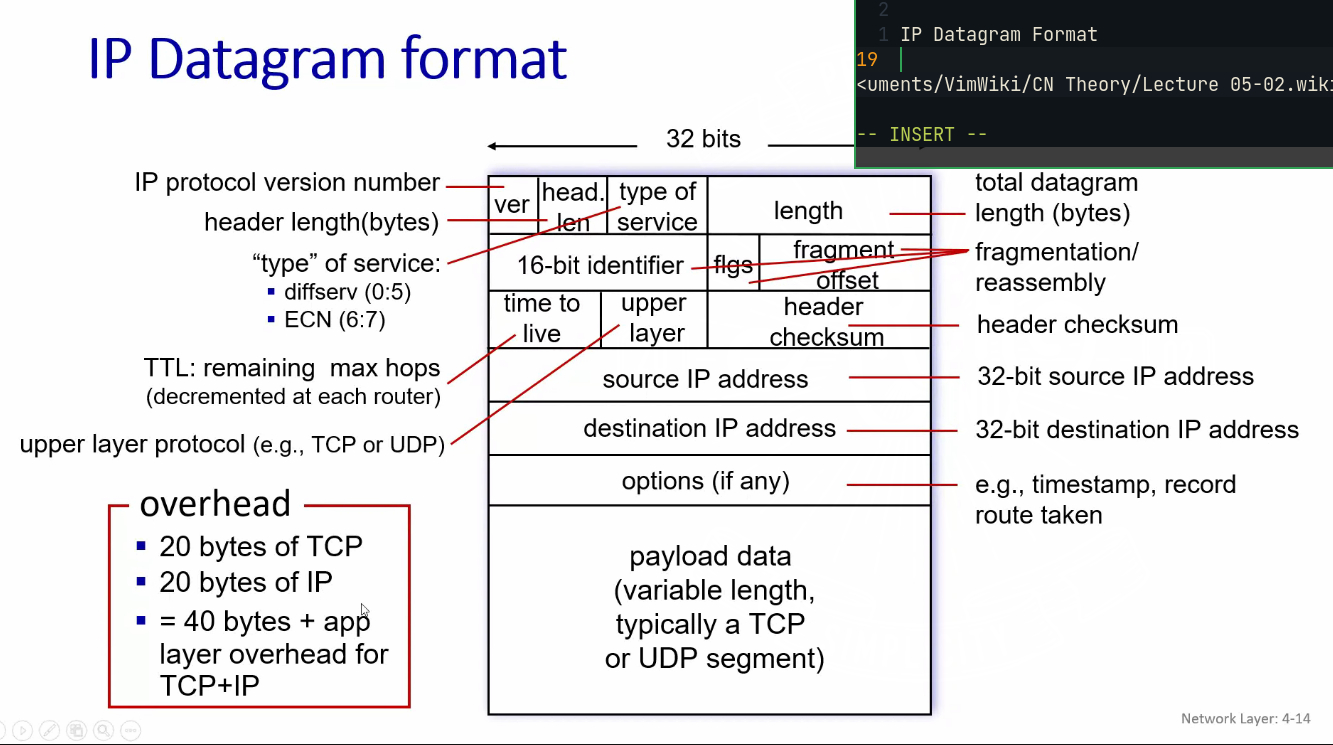 IP Datagram format
2
1 IP Datagram Format
19
<uments/VimWiki/CN Theory/Lecture 05-02.wiki
-- INSERT --
32 bits
IP protocol version number
header length(bytes)
"type" of service:
diffserv (0:5)
ECN (6:7)
TTL: remaining max hops
(decremented at each router)
upper layer protocol (e.g., TCP or UDP)
overhead
20 bytes of TCP
20 bytes of IP
= 40 bytes + app
layer overhead for
TCP+IP
ver
head.
len
type of
service
length
16-bit identifier
flgs
fragment
offset
time to
live
upper
layer
header
checksum
source IP address
destination IP address
options (if any)
payload data
(variable length,
typically a TCP
or UDP segment)
total datagram
length (bytes)
fragmentation/
reassembly
header checksum
32-bit source IP address
32-bit destination IP address
e.g., timestamp, record
route taken
Network Layer: 4-14